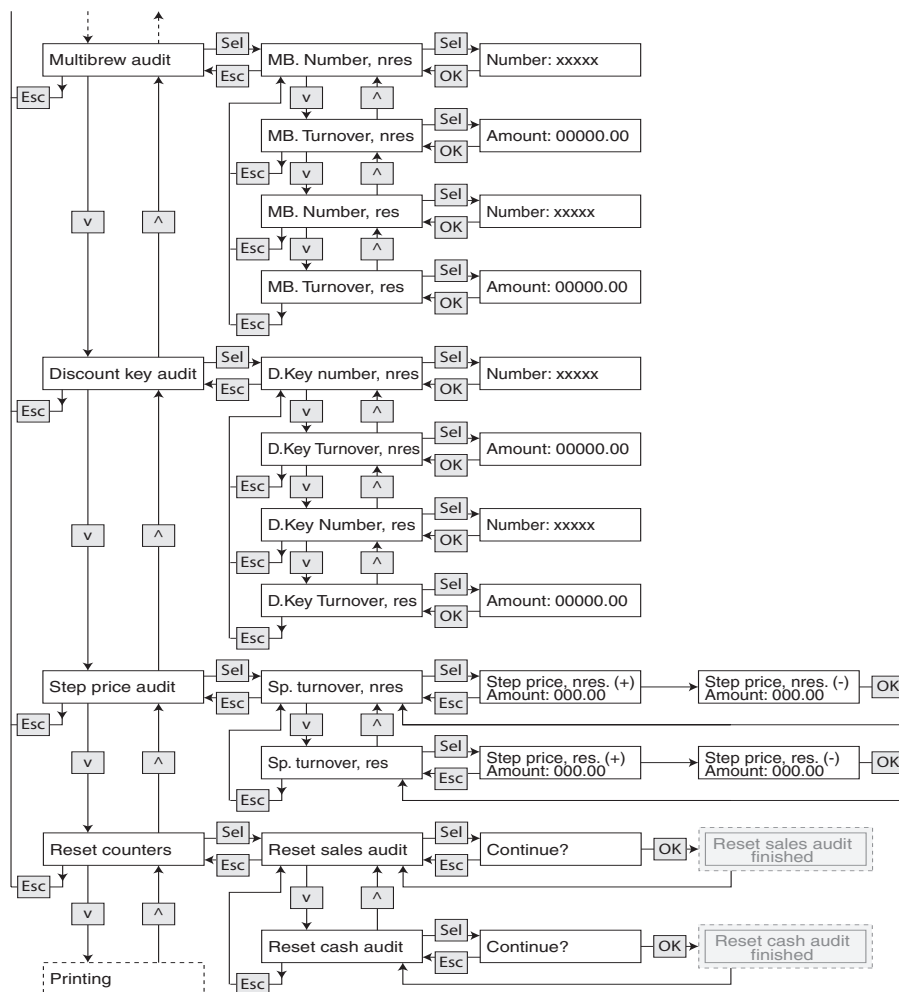 Sel
Sel
Multibrew audit
MB. Number, nres
Number: xxxxx
Esc
OK
Esc
v
^
Sel
MB. Turnover, nres
Amount: 00000.00
OK
Esc
v
^
Sel
v
^
MB. Number, res
Number: xxxxx
OK
Esc
v
^
Sel
MB. Turnover, res
Amount: 00000.00
OK
Esc
Sel
Sel
Discount key audit
D.Key number, nres
Number: xxxxx
Esc
OK
Esc
v
^
Sel
D.Key Turnover, nres
Amount: 00000.00
OK
Esc
v
^
Sel
v
^
D.Key Number, res
Number: xxxxx
OK
Esc
v
^
Sel
D.Key Turnover, res
Amount: 00000.00
OK
Esc
Sel
Sel
Step price audit
Sp. turnover, nres
Step price, nres. (+)
Amount: 000.00
Step price, nres. (-)
Amount: 000.00
OK
Esc
Esc
Esc
v
^
Sel
v
^
Sp. turnover, res
Step price, res. (+)
Amount: 000.00
Step price, res. (-)
Amount: 000.00
OK
Esc
Esc
Sel
Sel
Reset counters
Reset sales audit
Continue?
OK
Reset sales audit
finished
Esc
Esc
Esc
v
^
v
^
Sel
Reset cash audit
Continue?
OK
Reset cash audit
finished
Esc
Printing
Esc